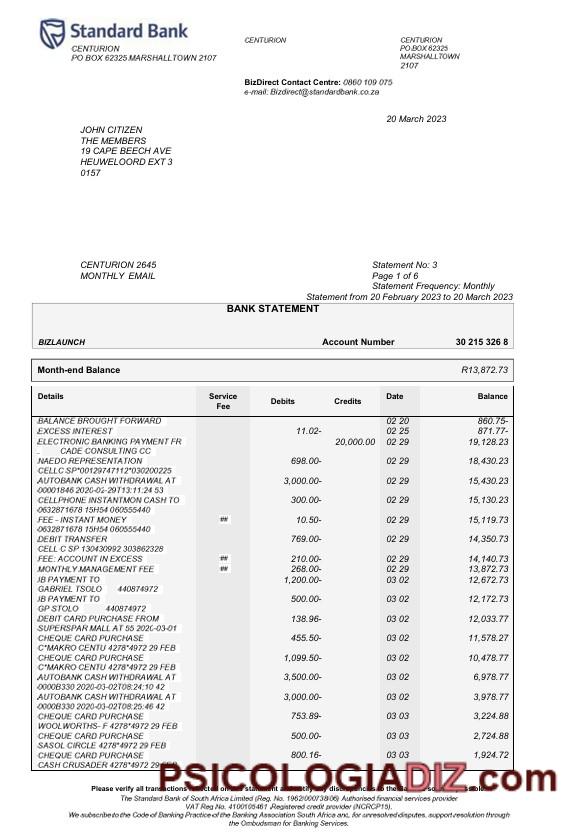 Standard Bank
CENTURION
PO BOX 62325 MARSHALLTOWN 2107
CENTURION
CENTURION
PO BOX 62325
MARSHALLTOWN
2107
BizDirect Contact Centre: 0860 109 075
e-mail: Bizdirect@standardbank.co.za
20 March 2023
JOHN CITIZEN
THE MEMBERS
19 CAPE BEECH AVE
HEUWELOORD EXT 3
0157
CENTURION 2645
MONTHLY EMAIL
Statement No: 3
Page 1 of 6
Statement Frequency: Monthly
Statement from 20 February 2023 to 20 March 2023
BANK STATEMENT
BIZLAUNCH Account Number 30 215 326 8
Month-end Balance R13,872.73
Details Service Fee Debits Credits Date Balance
BALANCE BROUGHT FORWARD 02 20 860.75-
EXCESS INTEREST 11.02- 02 25 871.77-
ELECTRONIC BANKING PAYMENT FR 20,000.00 02 29 19,128.23
. CADE CONSULTING CC
NAEDO REPRESENTATION 698.00- 02 29 18,430.23
CELLC SP*00129747112*030200225
AUTOBANK CASH WITHDRAWAL AT 3,000.00- 02 29 15,430.23
00001846 2020-02-29T13:11:24 53
CELLPHONE INSTANTMON CASH TO 300.00- 02 29 15,130.23
0632871678 15H54 060555440
FEE - INSTANT MONEY ## 10.50- 02 29 15,119.73
0632871678 15H54 060555440
DEBIT TRANSFER 769.00- 02 29 14,350.73
CELL C SP 130430992 303862328
FEE: ACCOUNT IN EXCESS ## 210.00- 02 29 14,140.73
MONTHLY MANAGEMENT FEE ## 268.00- 02 29 13,872.73
IB PAYMENT TO 1,200.00- 03 02 12,672.73
GABRIEL TSOLO 440874972
IB PAYMENT TO 500.00- 03 02 12,172.73
GP STOLO 440874972
DEBIT CARD PURCHASE FROM 138.96- 03 02 12,033.77
SUPERSPAR MALL AT 55 2020-03-01
CHEQUE CARD PURCHASE 455.50- 03 02 11,578.27
C*MAKRO CENTU 4278*4972 29 FEB
CHEQUE CARD PURCHASE 1,099.50- 03 02 10,478.77
C*MAKRO CENTU 4278*4972 29 FEB
AUTOBANK CASH WITHDRAWAL AT 3,500.00- 03 02 6,978.77
0000B330 2020-03-02T08:24:10 42
AUTOBANK CASH WITHDRAWAL AT 3,000.00- 03 02 3,978.77
0000B330 2020-03-02T08:25:46 42
CHEQUE CARD PURCHASE 753.89- 03 03 3,224.88
WOOLWORTHS- F 4278*4972 29 FEB
CHEQUE CARD PURCHASE 500.00- 03 03 2,724.88
SASOL CIRCLE 4278*4972 29 FEB
CHEQUE CARD PURCHASE 800.16- 03 03 1,924.72
CASH CRUSADER 4278*4972 29 FEB
PSICOLOGIADIZ.com
Please verify all transactions reflected on this statement and notify any discrepancies to the
The Standard Bank of South Africa Limited (Reg. No. 1962/000738/06) Authorised financial services provider
VAT Reg No. 4100105461 Registered credit provider (NCRCP15).
We subscribe to the Code of Banking Practice of the Banking Association South Africa and, for unresolved disputes, support resolution through
the Ombudsman for Banking Services.